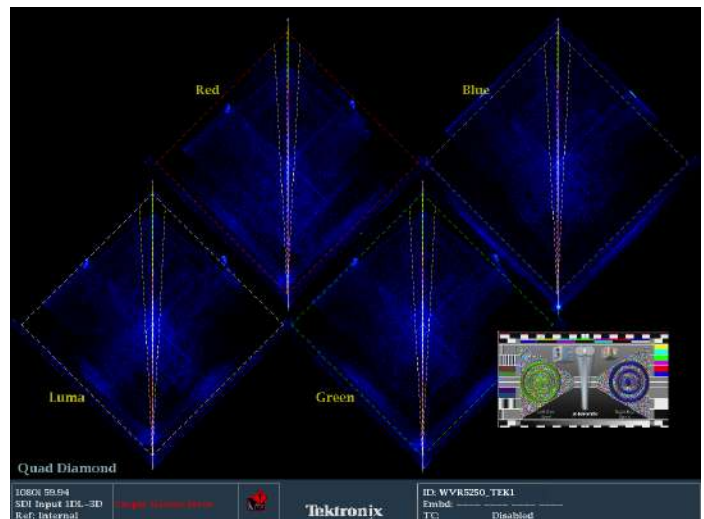 Red
Blue
Luma
Green
Quad Diamond
1080i 59.94
SDI Input 1DL-3D
Ref: Internal
Tektronix
ID: WVR5250_TEK1
Embd: ---- ---- ---- ----
TC: Disabled